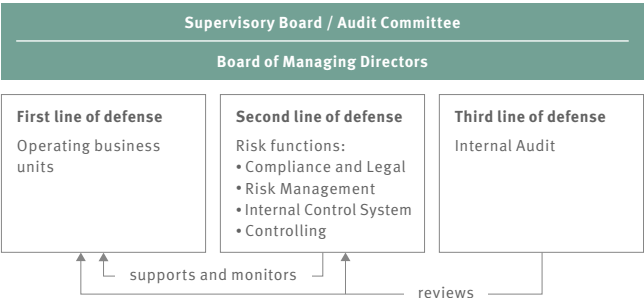 Supervisory Board / Audit Committee
Board of Managing Directors
First line of defense
Operating business
units
Second line of defense
Risk functions:
• Compliance and Legal
• Risk Management
• Internal Control System
• Controlling
Third line of defense
Internal Audit
supports and monitors
reviews